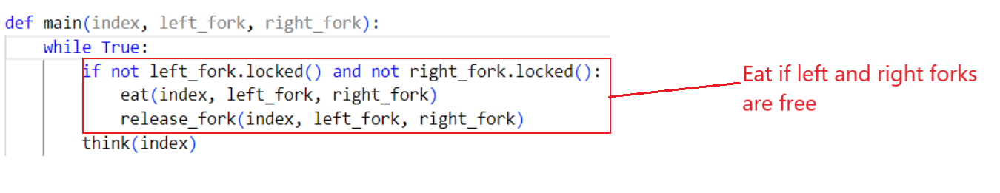 def main(index, left_fork, right_fork):
while True:
if not left_fork.locked() and not right_fork.locked():
eat(index, left_fork, right_fork)
release_fork(index, left_fork, right_fork)
think(index)
Eat if left and right forks
are free